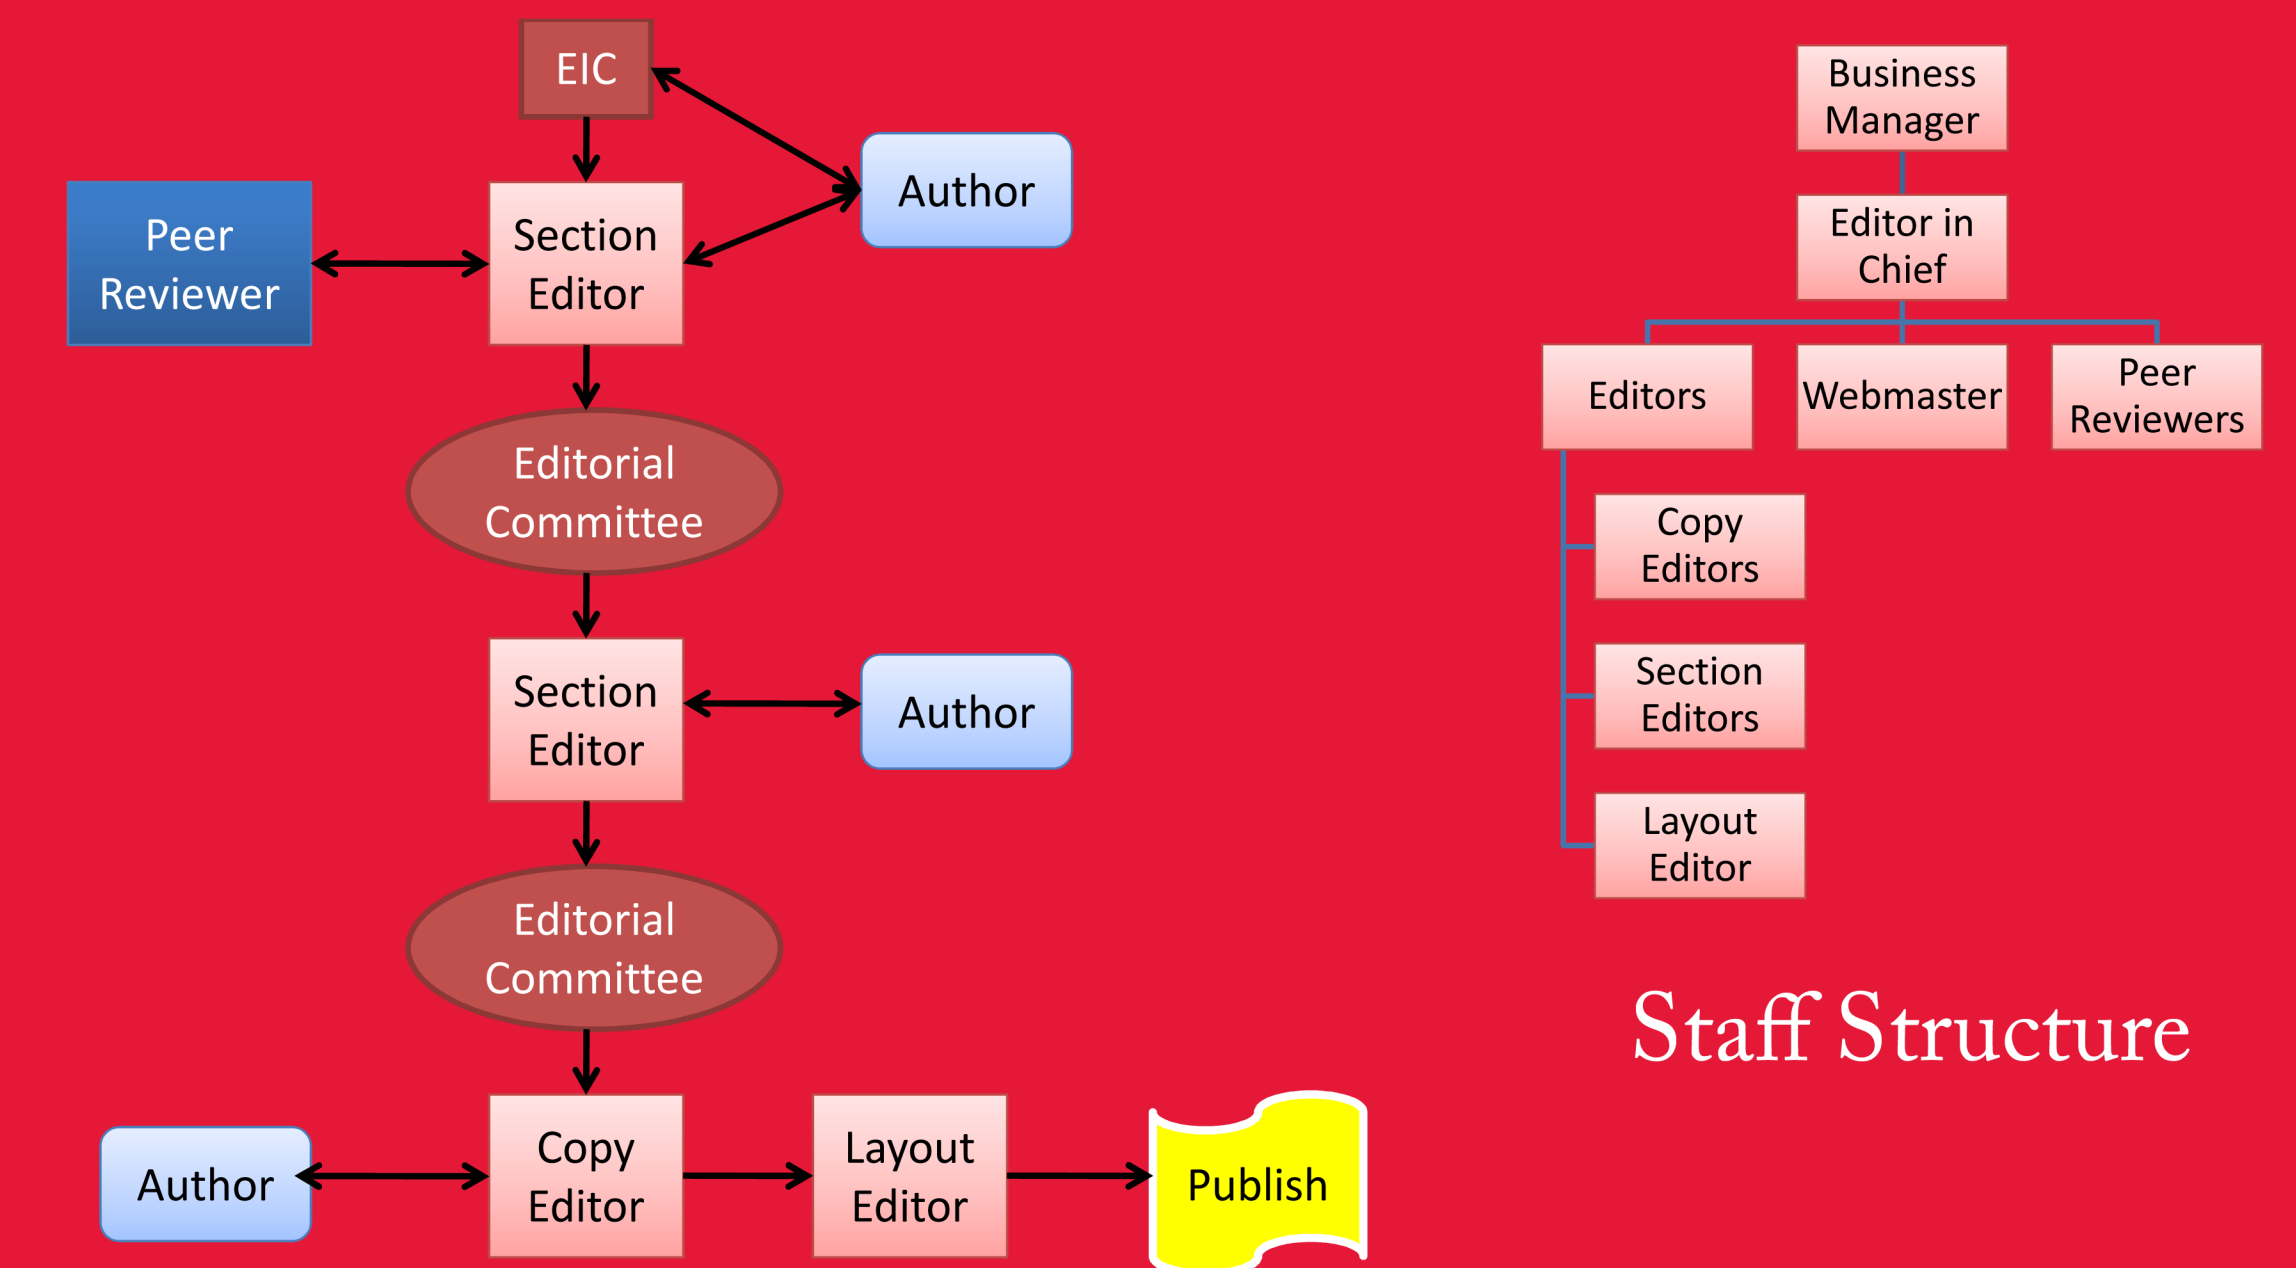 EIC
Author
Peer
Reviewer
Section
Editor
Editorial
Committee
Section
Editor
Author
Editorial
Committee
Author
Copy
Editor
Layout
Editor
Publish
Business
Manager
Editor in
Chief
Editors
Webmaster
Peer
Reviewers
Copy
Editors
Section
Editors
Layout
Editor
Staff Structure